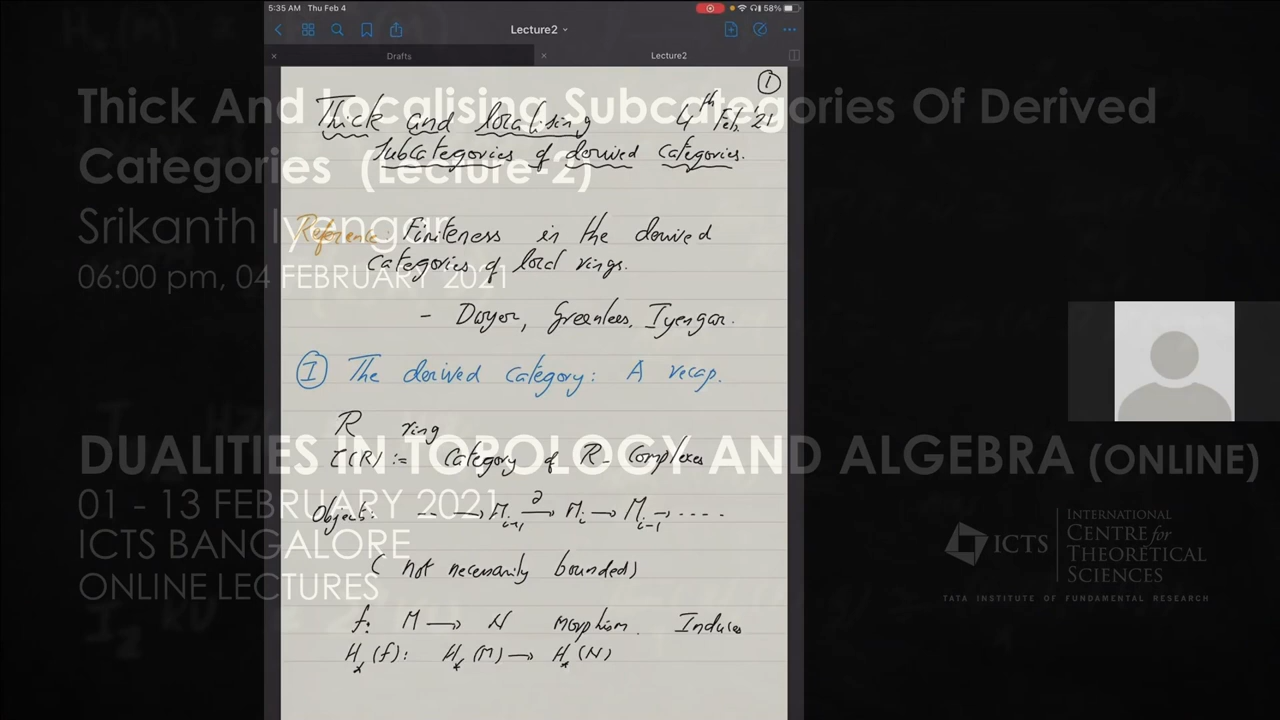 5:35 AM Thu Feb 4
58%
Lecture2
Drafts
Lecture2
①
Thick and localising 4th Feb. '21
Subcategories of derived categories.
Reference: Finiteness in the derived
categories of local rings.
- Dwyer, Greenlees, Iyengar.
Ⓘ The derived category: A recap.
R ring
C(R) := Category of R-complexes
Objects: --- → M_{i+1} →^∂ M_i → M_{i-1} → ----
(not necessarily bounded)
f: M → N morphism. Induces
H_*(f): H_*(M) → H_*(N)
Thick And Localising Subcategories Of Derived
Categories (Lecture-2)
Srikanth Iyengar
06:00 pm, 04 FEBRUARY 2021
DUALITIES IN TOPOLOGY AND ALGEBRA (ONLINE)
01 - 13 FEBRUARY 2021
ICTS BANGALORE
ONLINE LECTURES
ICTS
INTERNATIONAL
CENTRE for
THEORETICAL
SCIENCES
TATA INSTITUTE OF FUNDAMENTAL RESEARCH